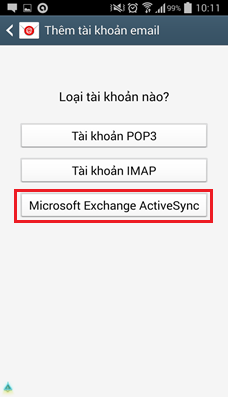 99% 10:11
Thêm tài khoản email
Loại tài khoản nào?
Tài khoản POP3
Tài khoản IMAP
Microsoft Exchange ActiveSync